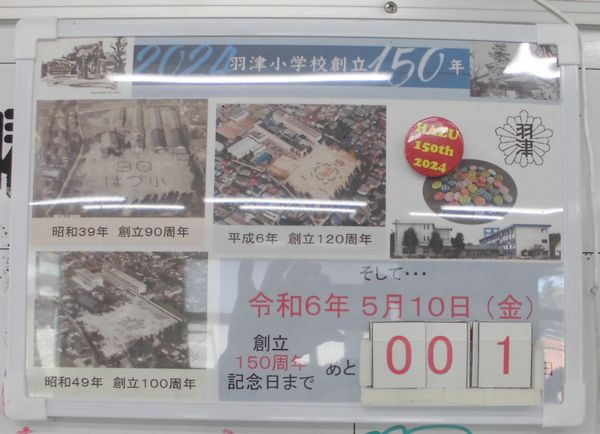 2024 羽津小学校創立150年
90
はづ小
昭和39年 創立90周年
平成6年 創立120周年
HAZU
150th
2024
羽津
昭和49年 創立100周年
そして・・・
令和6年 5月10日(金)
創立
150周年
記念日まで
あと
001
日